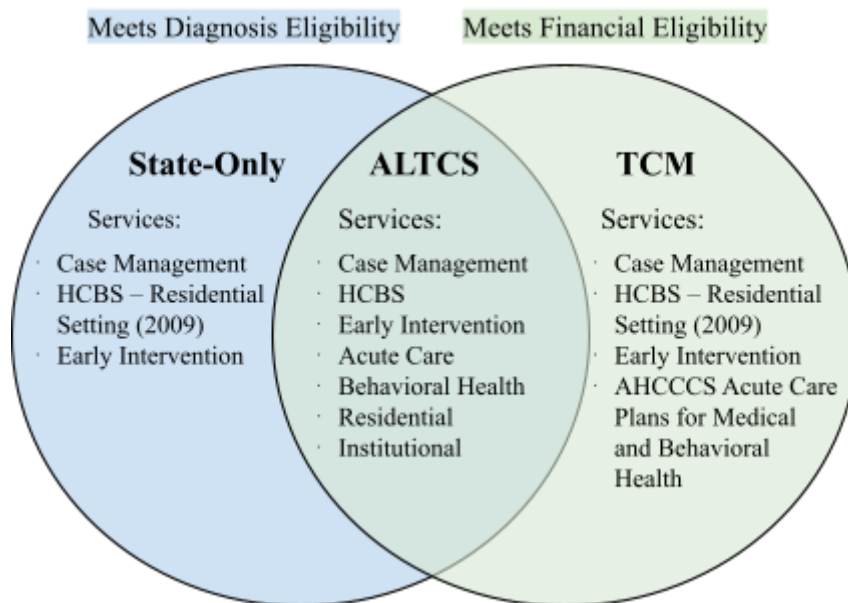 Meets Diagnosis Eligibility
Meets Financial Eligibility
State-Only
Services:
· Case Management
· HCBS – Residential
Setting (2009)
· Early Intervention
ALTCS
Services:
· Case Management
· HCBS
· Early Intervention
· Acute Care
· Behavioral Health
· Residential
· Institutional
TCM
Services:
· Case Management
· HCBS – Residential
Setting (2009)
· Early Intervention
· AHCCCS Acute Care
Plans for Medical
and Behavioral
Health